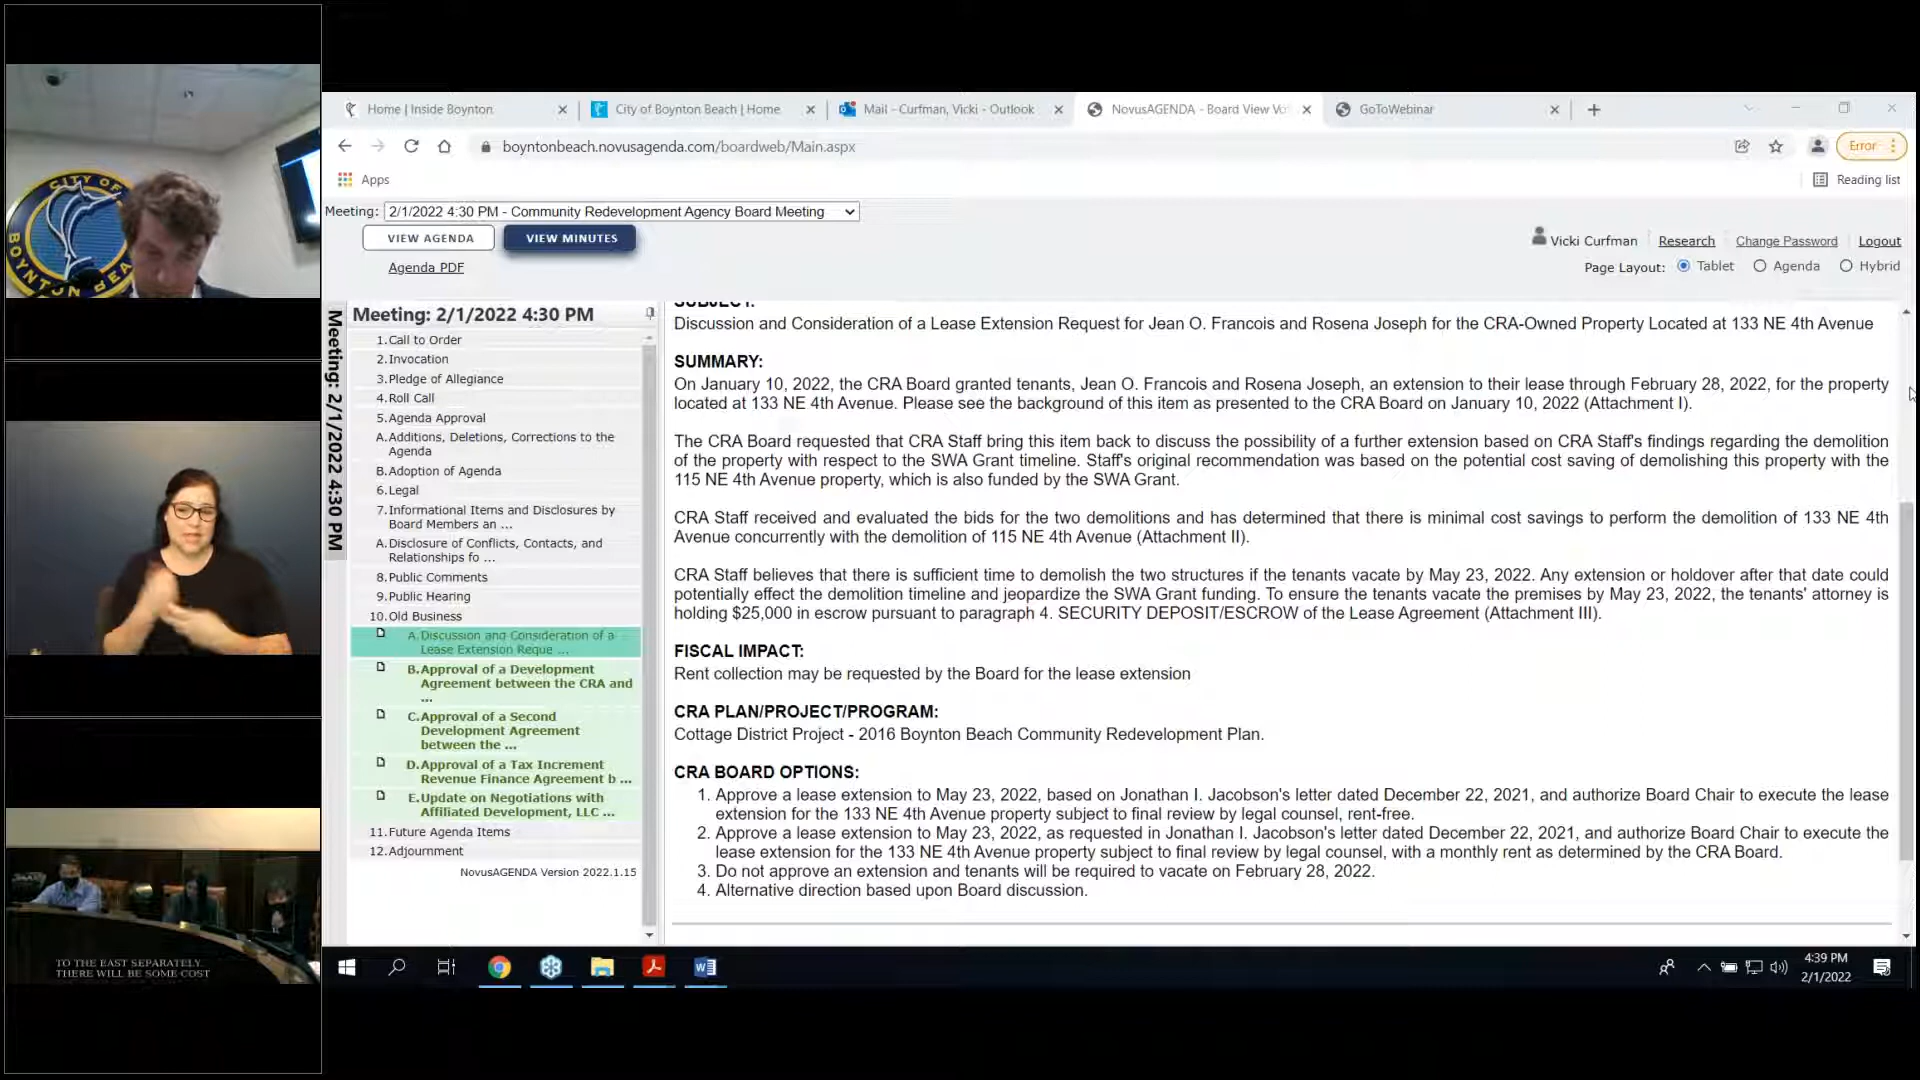 Home | Inside Boynton
City of Boynton Beach | Home
Mail - Curfman, Vicki - Outlook
NovusAGENDA - Board View Vo
GoToWebinar
boyntonbeach.novusagenda.com/boardweb/Main.aspx
Error
Apps
Reading list
Meeting: 2/1/2022 4:30 PM - Community Redevelopment Agency Board Meeting
VIEW AGENDA
VIEW MINUTES
Agenda PDF
Vicki Curfman
Research
Change Password
Logout
Page Layout: Tablet Agenda Hybrid
CITY OF
BOYNTON BEA
Meeting: 2/1/2022 4:30 PM
Meeting: 2/1/2022 4:30 PM
1.Call to Order
2.Invocation
3.Pledge of Allegiance
4.Roll Call
5.Agenda Approval
A.Additions, Deletions, Corrections to the
Agenda
B.Adoption of Agenda
6.Legal
7.Informational Items and Disclosures by
Board Members an ...
A.Disclosure of Conflicts, Contacts, and
Relationships fo ...
8.Public Comments
9.Public Hearing
10.Old Business
A.Discussion and Consideration of a
Lease Extension Reque ...
B.Approval of a Development
Agreement between the CRA and
...
C.Approval of a Second
Development Agreement
between the ...
D.Approval of a Tax Increment
Revenue Finance Agreement b ...
E.Update on Negotiations with
Affiliated Development, LLC ...
11.Future Agenda Items
12.Adjournment
NovusAGENDA Version 2022.1.15
SUBJECT:
Discussion and Consideration of a Lease Extension Request for Jean O. Francois and Rosena Joseph for the CRA-Owned Property Located at 133 NE 4th Avenue
SUMMARY:
On January 10, 2022, the CRA Board granted tenants, Jean O. Francois and Rosena Joseph, an extension to their lease through February 28, 2022, for the property
located at 133 NE 4th Avenue. Please see the background of this item as presented to the CRA Board on January 10, 2022 (Attachment I).
The CRA Board requested that CRA Staff bring this item back to discuss the possibility of a further extension based on CRA Staff's findings regarding the demolition
of the property with respect to the SWA Grant timeline. Staff's original recommendation was based on the potential cost saving of demolishing this property with the
115 NE 4th Avenue property, which is also funded by the SWA Grant.
CRA Staff received and evaluated the bids for the two demolitions and has determined that there is minimal cost savings to perform the demolition of 133 NE 4th
Avenue concurrently with the demolition of 115 NE 4th Avenue (Attachment II).
CRA Staff believes that there is sufficient time to demolish the two structures if the tenants vacate by May 23, 2022. Any extension or holdover after that date could
potentially effect the demolition timeline and jeopardize the SWA Grant funding. To ensure the tenants vacate the premises by May 23, 2022, the tenants' attorney is
holding $25,000 in escrow pursuant to paragraph 4. SECURITY DEPOSIT/ESCROW of the Lease Agreement (Attachment III).
FISCAL IMPACT:
Rent collection may be requested by the Board for the lease extension
CRA PLAN/PROJECT/PROGRAM:
Cottage District Project - 2016 Boynton Beach Community Redevelopment Plan.
CRA BOARD OPTIONS:
1. Approve a lease extension to May 23, 2022, based on Jonathan I. Jacobson's letter dated December 22, 2021, and authorize Board Chair to execute the lease
extension for the 133 NE 4th Avenue property subject to final review by legal counsel, rent-free.
2. Approve a lease extension to May 23, 2022, as requested in Jonathan I. Jacobson's letter dated December 22, 2021, and authorize Board Chair to execute the
lease extension for the 133 NE 4th Avenue property subject to final review by legal counsel, with a monthly rent as determined by the CRA Board.
3. Do not approve an extension and tenants will be required to vacate on February 28, 2022.
4. Alternative direction based upon Board discussion.
TO THE EAST SEPARATELY.
THERE WILL BE SOME COST
4:39 PM
2/1/2022